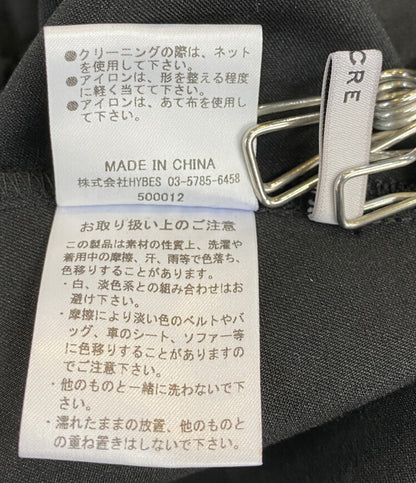 ●クリーニングの際は、ネット
を使用して下さい。
●アイロンは、形を整える程度
に軽く当てて下さい。
●アイロンは、あて布を使用し
て下さい。
MADE IN CHINA
株式会社HYBES 03-5785-6458
500012
お取り扱い上のご注意
この製品は素材の性質上、洗濯や
着用中の摩擦、汗、雨等で色落ち、
色移りすることがあります。
・白、淡色系との組み合わせはお
避け下さい。
・摩擦により淡い色のベルトやバ
ッグ、車のシート、ソファー等
に色移りすることがありますの
でご注意下さい。
・他のものと一緒に洗わないで下
さい。
・濡れたままの放置、他のものと
の重ね置きはしないで下さい。
CRE